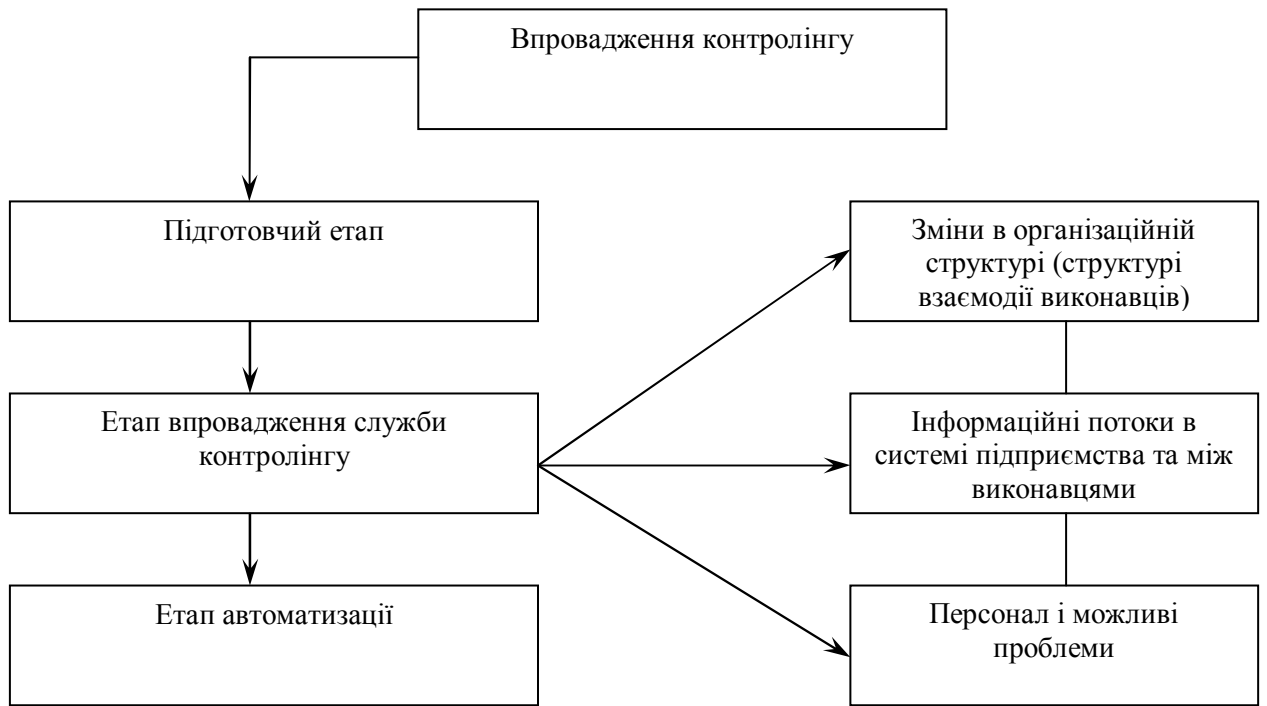 Впровадження контролінгу
Підготовчий етап
Зміни в організаційній
структурі (структурі
взаємодії виконавців)
Етап впровадження служби
контролінгу
Інформаційні потоки в
системі підприємства та між
виконавцями
Етап автоматизації
Персонал і можливі
проблеми